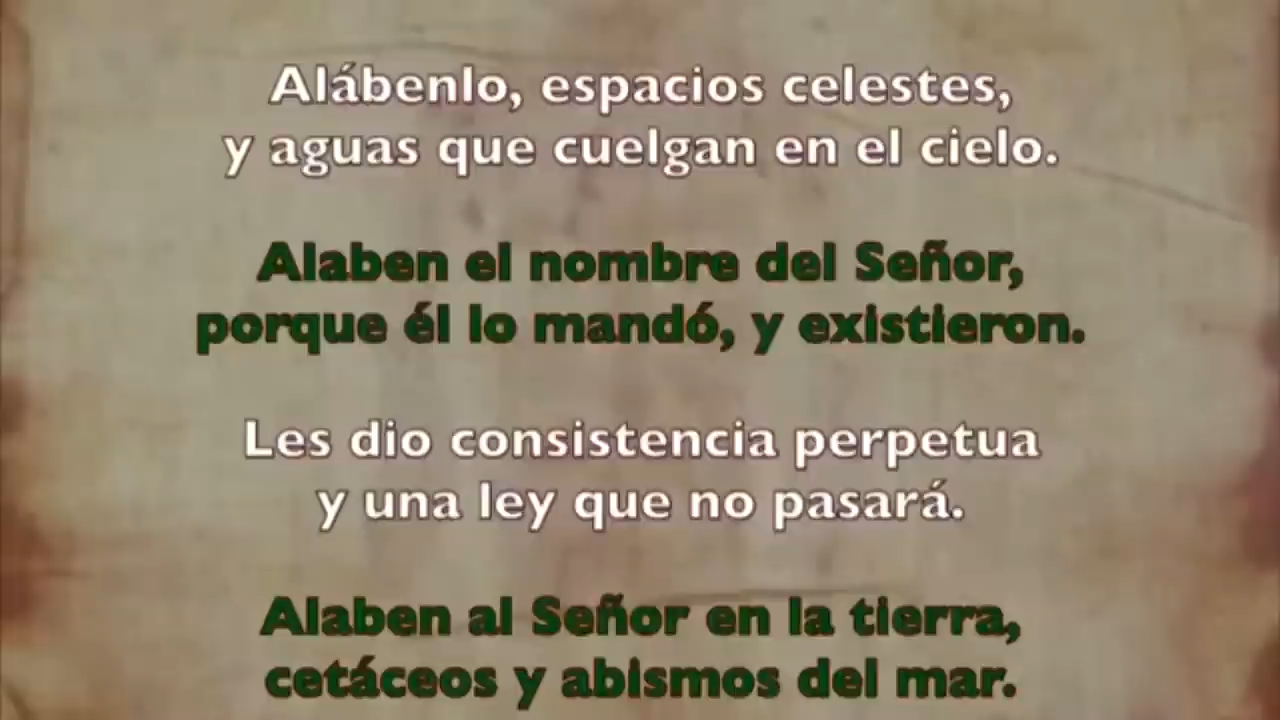 Alábenlo, espacios celestes,
y aguas que cuelgan en el cielo.
Alaben el nombre del Señor,
porque él lo mandó, y existieron.
Les dio consistencia perpetua
y una ley que no pasará.
Alaben al Señor en la tierra,
cetáceos y abismos del mar.